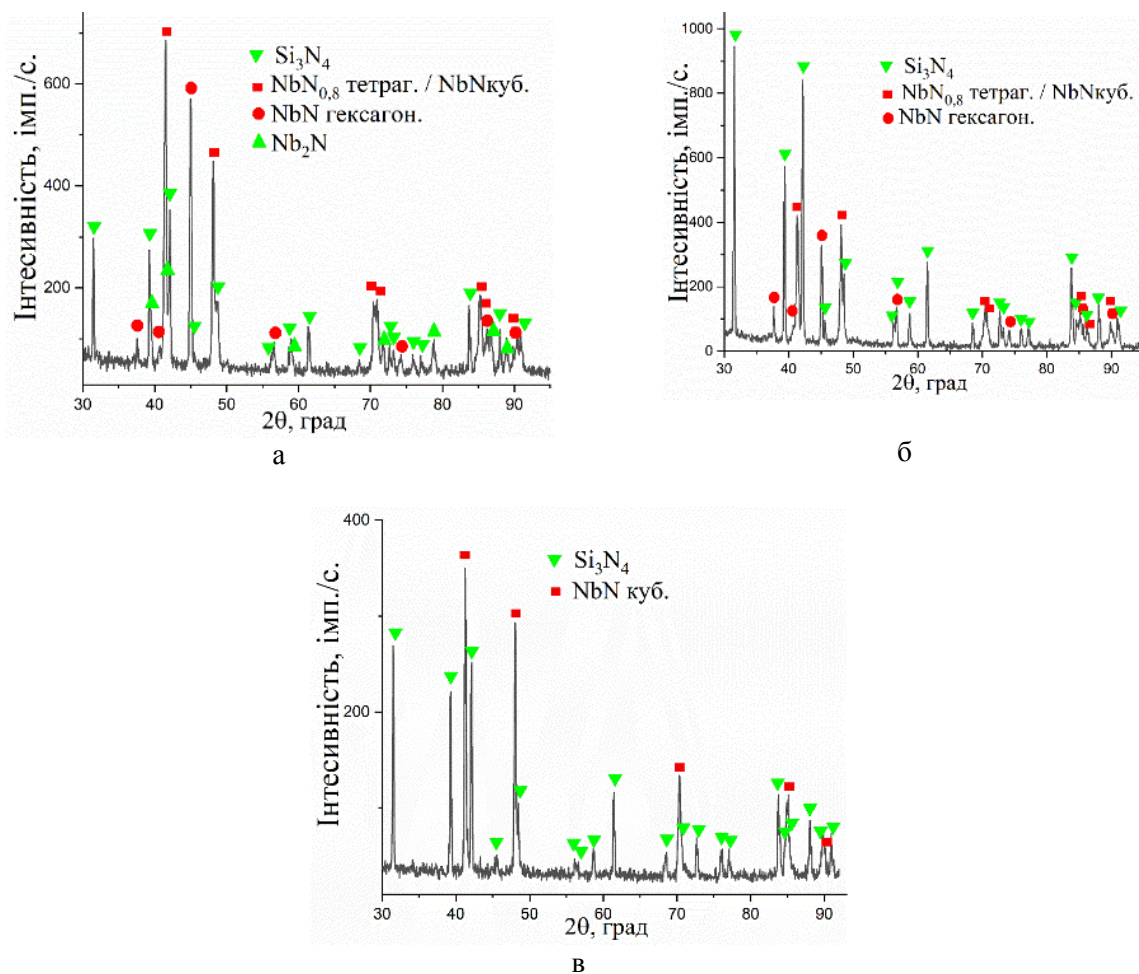 Інтесивність, імп./с.
600
400
200
Si₃N₄
NbN₀,₈ тетраг. / NbNкуб.
NbN гексагон.
Nb₂N
30 40 50 60 70 80 90
2θ, град
а
Інтесивність, імп./с.
1000
800
600
400
200
0
Si₃N₄
NbN₀,₈ тетраг. / NbNкуб.
NbN гексагон.
30 40 50 60 70 80 90
2θ, град
б
Інтесивність, імп./с.
400
200
Si₃N₄
NbN куб.
30 40 50 60 70 80 90
2θ, град
в